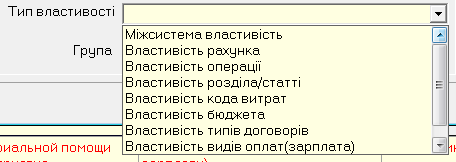 Тип властивості
Міжсистема властивість
Група
Властивість рахунка
Властивість операції
Властивість розділа/статті
Властивість кода витрат
Властивість бюджета
Властивість типів договорів
риальной помощи
Властивість видів оплат(зарплата)